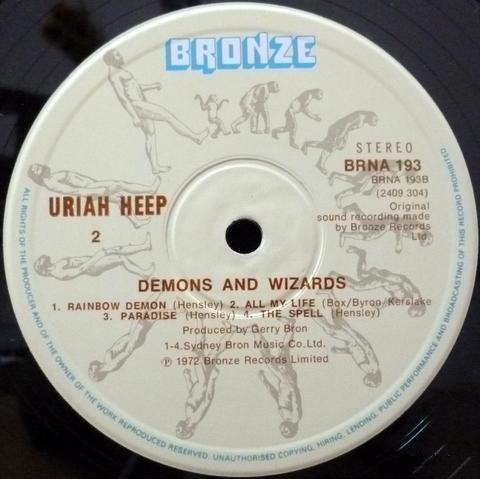 BRONZE
STEREO
BRNA 193
BRNA 193B
(2409 304)
Original
sound recording made
by Bronze Records
Ltd.
URIAH HEEP
2
DEMONS AND WIZARDS
1. RAINBOW DEMON (Hensley) 2. ALL MY LIFE (Box/Byron/Kerslake
3. PARADISE (Hensley) 4. THE SPELL (Hensley)
Produced by Gerry Bron
1-4.Sydney Bron Music Co.Ltd.
℗ 1972 Bronze Records Limited
ALL RIGHTS OF THE PRODUCER AND OF THE OWNER OF THE WORK REPRODUCED RESERVED. UNAUTHORISED COPYING, HIRING, LENDING, PUBLIC PERFORMANCE AND BROADCASTING OF THIS RECORD PROHIBITED